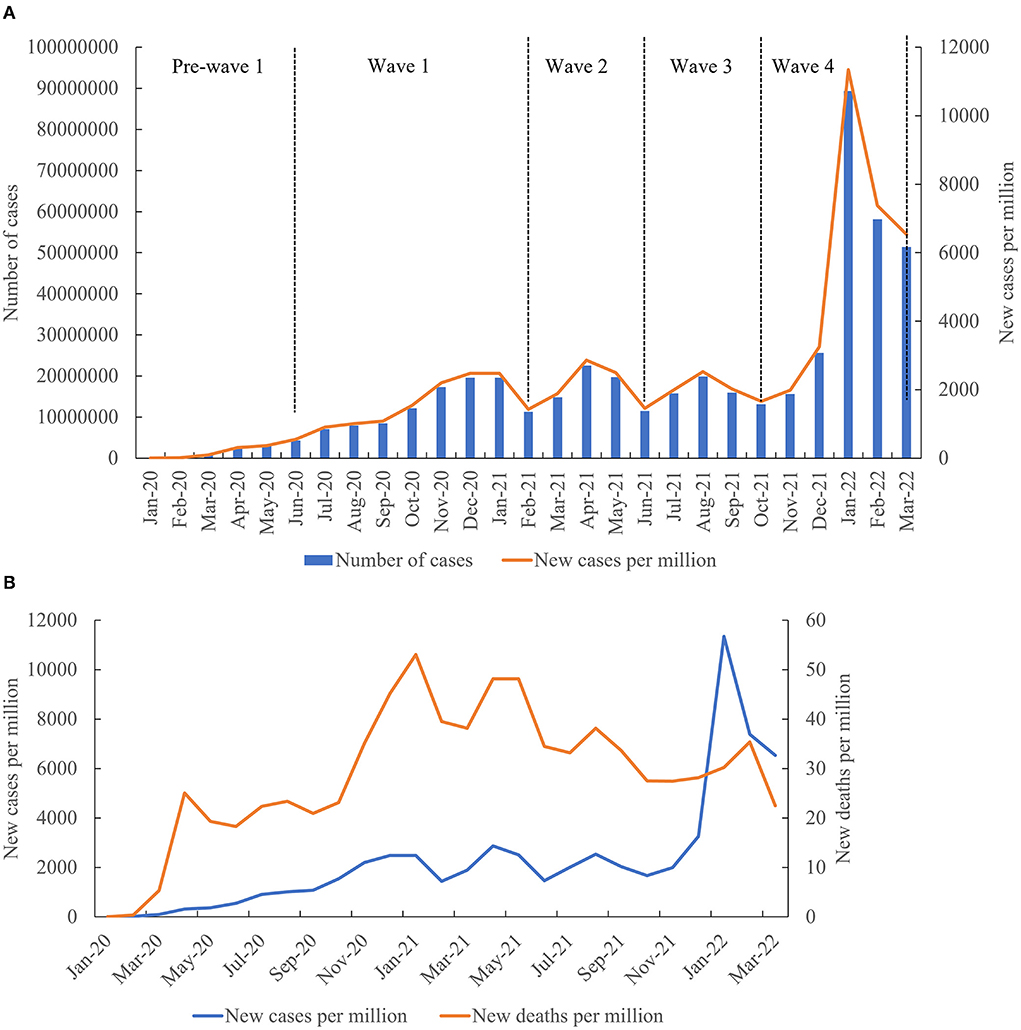 A
Pre-wave 1 Wave 1 Wave 2 Wave 3 Wave 4
Number of cases
100000000
90000000
80000000
70000000
60000000
50000000
40000000
30000000
20000000
10000000
0
New cases per million
12000
10000
8000
6000
4000
2000
0
Jan-20
Feb-20
Mar-20
Apr-20
May-20
Jun-20
Jul-20
Aug-20
Sep-20
Oct-20
Nov-20
Dec-20
Jan-21
Feb-21
Mar-21
Apr-21
May-21
Jun-21
Jul-21
Aug-21
Sep-21
Oct-21
Nov-21
Dec-21
Jan-22
Feb-22
Mar-22
Number of cases New cases per million
B
New cases per million
12000
10000
8000
6000
4000
2000
0
New deaths per million
60
50
40
30
20
10
0
Jan-20
Mar-20
May-20
Jul-20
Sep-20
Nov-20
Jan-21
Mar-21
May-21
Jul-21
Sep-21
Nov-21
Jan-22
Mar-22
New cases per million New deaths per million